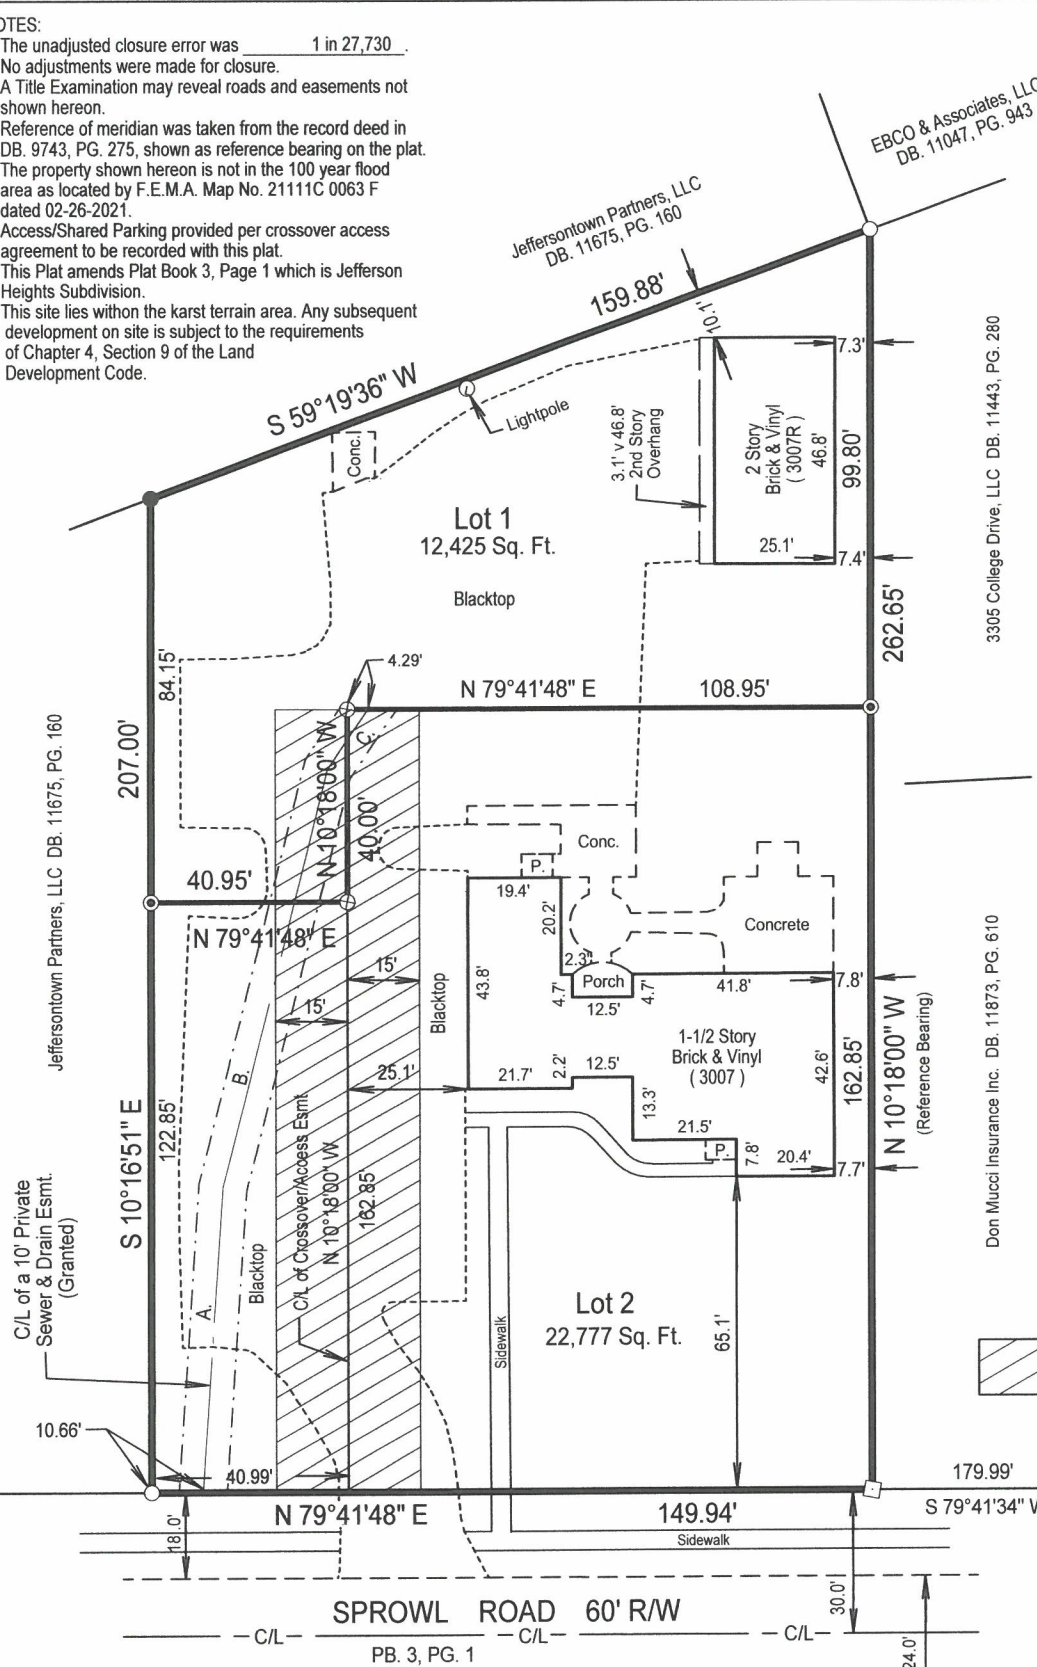 OTES:
The unadjusted closure error was 1 in 27,730 .
No adjustments were made for closure.
A Title Examination may reveal roads and easements not
shown hereon.
Reference of meridian was taken from the record deed in
DB. 9743, PG. 275, shown as reference bearing on the plat.
The property shown hereon is not in the 100 year flood
area as located by F.E.M.A. Map No. 21111C 0063 F
dated 02-26-2021.
Access/Shared Parking provided per crossover access
agreement to be recorded with this plat.
This Plat amends Plat Book 3, Page 1 which is Jefferson
Heights Subdivision.
This site lies withon the karst terrain area. Any subsequent
development on site is subject to the requirements
of Chapter 4, Section 9 of the Land
Development Code.
EBCO & Associates, LLC
DB. 11047, PG. 943
Jeffersontown Partners, LLC
DB. 11675, PG. 160
159.88'
S 59°19'36" W
10.1'
7.3'
Lightpole
Conc.
3.1' v 46.8'
2nd Story
Overhang
2 Story
Brick & Vinyl
( 3007R )
46.8'
99.80'
25.1'
7.4'
3305 College Drive, LLC DB. 11443, PG. 280
Lot 1
12,425 Sq. Ft.
Blacktop
262.65'
84.15'
4.29'
N 79°41'48" E
108.95'
207.00'
Jeffersontown Partners, LLC DB. 11675, PG. 160
N 10°18'00" W
40.00'
C.
40.95'
N 79°41'48" E
Conc.
P.
19.4'
20.2'
Concrete
2.3'
Porch
4.7'
12.5'
4.7'
41.8'
7.8'
15'
15'
Blacktop
43.8'
1-1/2 Story
Brick & Vinyl
( 3007 )
42.6'
162.85'
N 10°18'00" W
(Reference Bearing)
Don Mucci Insurance Inc. DB. 11873, PG. 610
B.
25.1'
21.7'
2.2'
12.5'
13.3'
21.5'
P.
7.8'
20.4'
7.7'
S 10°16'51" E
122.85'
C/L of Crossover/Access Esmt.
N 10°18'00" W
162.85'
C/L of a 10' Private
Sewer & Drain Esmt.
(Granted)
A.
Blacktop
Lot 2
22,777 Sq. Ft.
Sidewalk
65.1'
10.66'
40.99'
179.99'
N 79°41'48" E
149.94'
S 79°41'34" W
18.0'
Sidewalk
30.0'
SPROWL ROAD 60' R/W
C/L
C/L
C/L
PB. 3, PG. 1
24.0'